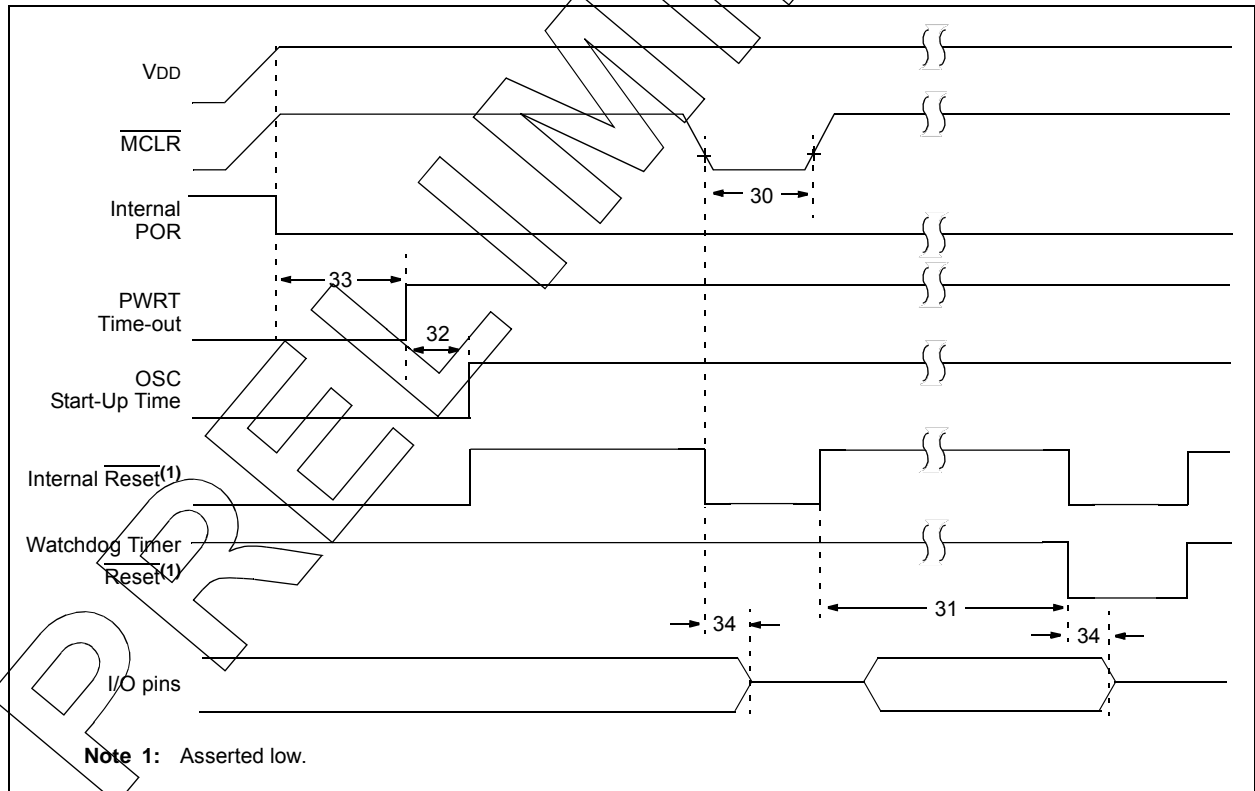 VDD
MCLR
30
Internal
POR
33
PWRT
Time-out
32
OSC
Start-Up Time
Internal Reset(1)
Watchdog Timer
Reset(1)
31
34
34
I/O pins
Note 1: Asserted low.
PRELIM